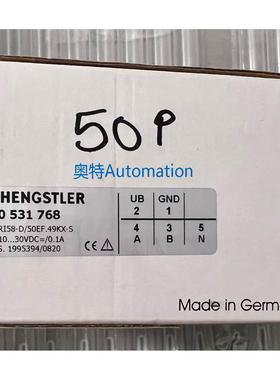 50P
奥特Automation
HENGSTLER
0 531 768
RI58-D/50EF.49KX-S
10...30VDC=/0.1A
S. 1995394/0820
UB GND
2 1
4 3 5
A B N
CE
Made in Germ